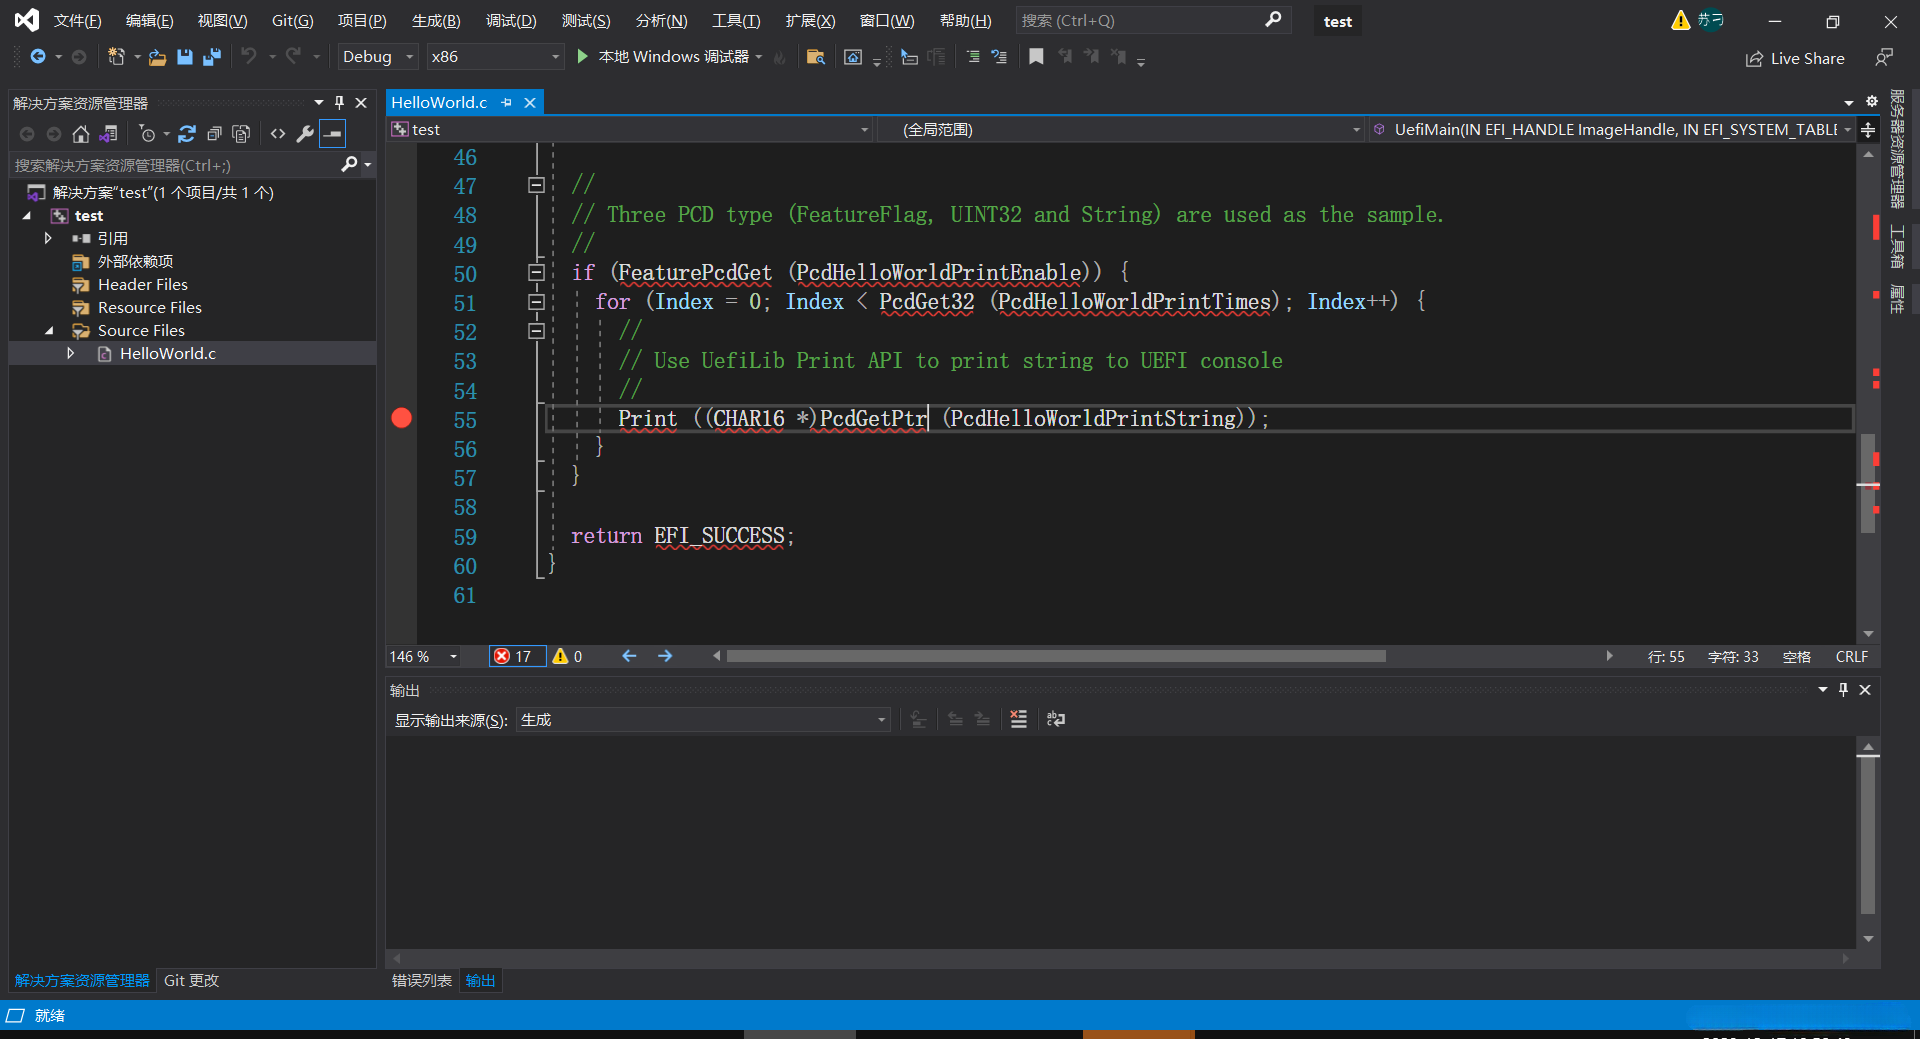 文件(F) 编辑(E) 视图(V) Git(G) 项目(P) 生成(B) 调试(D) 测试(S) 分析(N) 工具(T) 扩展(X) 窗口(W) 帮助(H) 搜索 (Ctrl+Q) test 苏刁
Debug x86 本地 Windows 调试器 Live Share
解决方案资源管理器
搜索解决方案资源管理器(Ctrl+;)
解决方案"test"(1 个项目/共 1 个)
test
引用
外部依赖项
Header Files
Resource Files
Source Files
HelloWorld.c
解决方案资源管理器 Git 更改
HelloWorld.c
test (全局范围) UefiMain(IN EFI_HANDLE ImageHandle, IN EFI_SYSTEM_TABLE
46
47 //
48 // Three PCD type (FeatureFlag, UINT32 and String) are used as the sample.
49 //
50 if (FeaturePcdGet (PcdHelloWorldPrintEnable)) {
51 for (Index = 0; Index < PcdGet32 (PcdHelloWorldPrintTimes); Index++) {
52 //
53 // Use UefiLib Print API to print string to UEFI console
54 //
55 Print ((CHAR16 *)PcdGetPtr (PcdHelloWorldPrintString));
56 }
57 }
58
59 return EFI_SUCCESS;
60 }
61
146 % 17 0 行: 55 字符: 33 空格 CRLF
输出
显示输出来源(S): 生成
错误列表 输出
服务器资源管理器
工具箱
属性
就绪